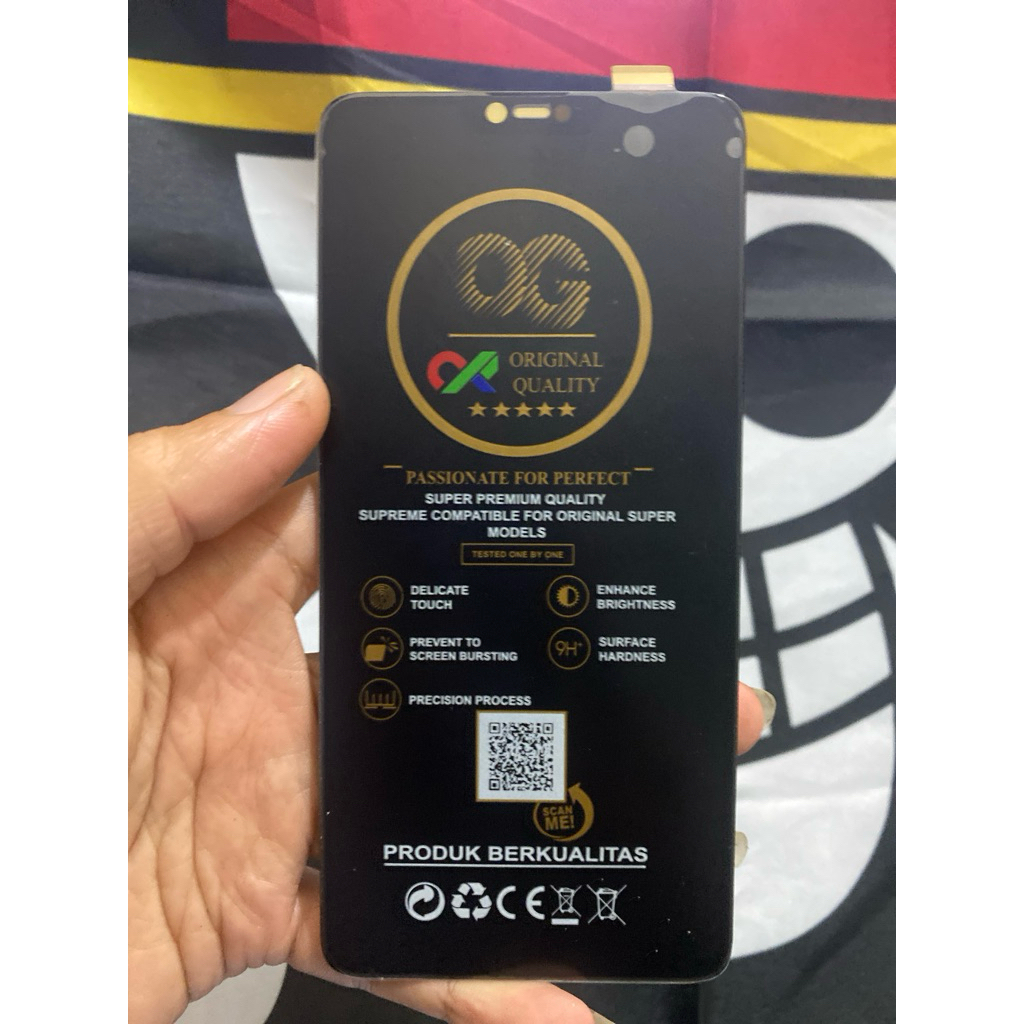 OG
ORIGINAL
QUALITY
PASSIONATE FOR PERFECT
SUPER PREMIUM QUALITY
SUPREME COMPATIBLE FOR ORIGINAL SUPER
MODELS
TESTED ONE BY ONE
DELICATE
TOUCH
ENHANCE
BRIGHTNESS
PREVENT TO
SCREEN BURSTING
9H+
SURFACE
HARDNESS
PRECISION PROCESS
SCAN
ME!
PRODUK BERKUALITAS
CE